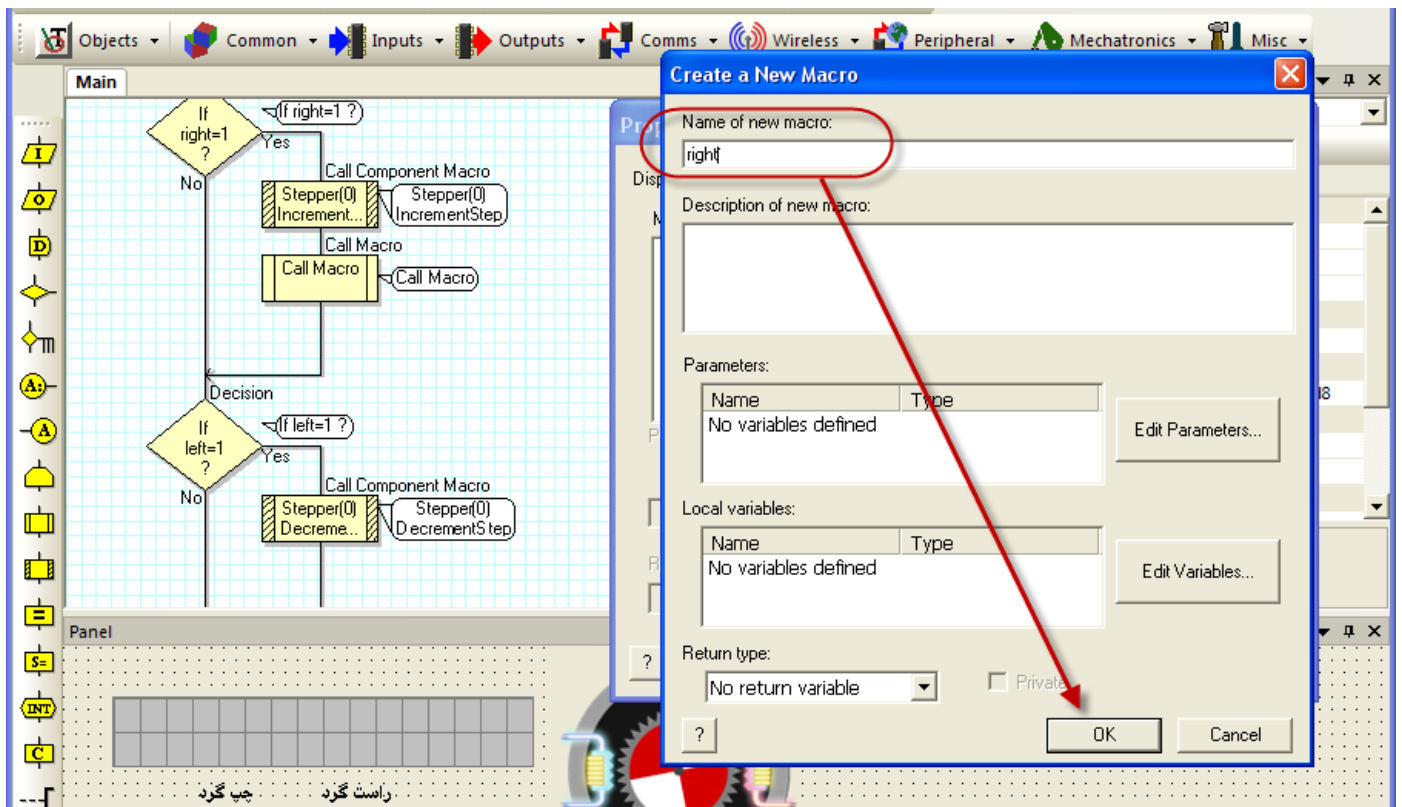 Objects Common Inputs Outputs Comms Wireless Peripheral Mechatronics Misc
Main
If
right=1
?
If right=1 ?
Yes
No
Call Component Macro
Stepper(0)
Increment...
Stepper(0)
IncrementStep
Call Macro
Call Macro
Call Macro
Decision
If
left=1
?
If left=1 ?
Yes
No
Call Component Macro
Stepper(0)
Decreme...
Stepper(0)
DecrementStep
I
O
D
A:
A
=
S=
INT
C
Panel
چپ گرد
راست گرد
Create a New Macro
Name of new macro:
right
Description of new macro:
Parameters:
Name Type
No variables defined
Edit Parameters...
Local variables:
Name Type
No variables defined
Edit Variables...
Return type:
No return variable
Private
?
OK
Cancel
?